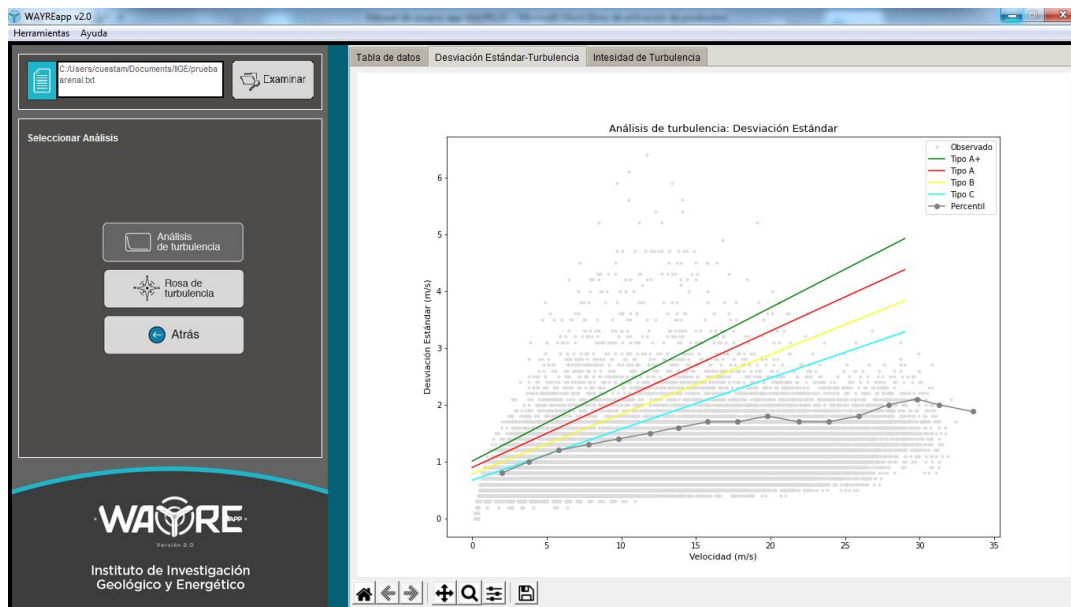 WAYREapp v2.0
Herramientas Ayuda
C:/Users/cuestam/Documents/IIGE/prueba
arenal.txt
Examinar
Seleccionar Análisis
Análisis
de turbulencia
Rosa de
turbulencia
Atrás
WAYRE APP
Versión 2.0
Instituto de Investigación
Geológico y Energético
Tabla de datos
Desviación Estándar-Turbulencia
Intesidad de Turbulencia
Análisis de turbulencia: Desviación Estándar
Observado
Tipo A+
Tipo A
Tipo B
Tipo C
Percentil
Desviación Estándar (m/s)
6
5
4
3
2
1
0
0 5 10 15 20 25 30 35
Velocidad (m/s)